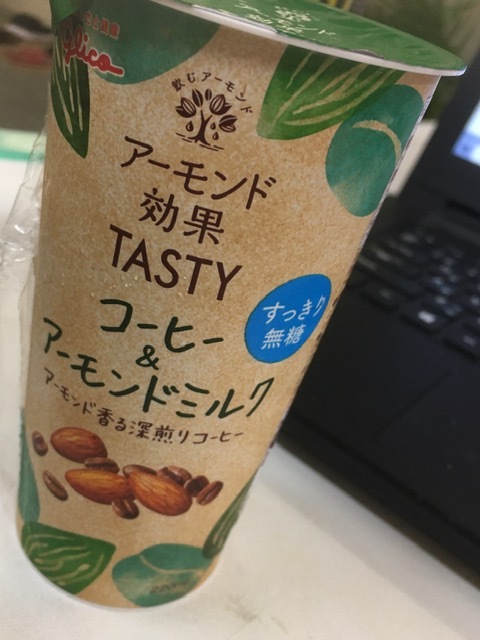 Glico
飲むアーモンド
アーモンド
効果
TASTY
すっきり
無糖
コーヒー
&
アーモンドミルク
アーモンド香る深煎りコーヒー